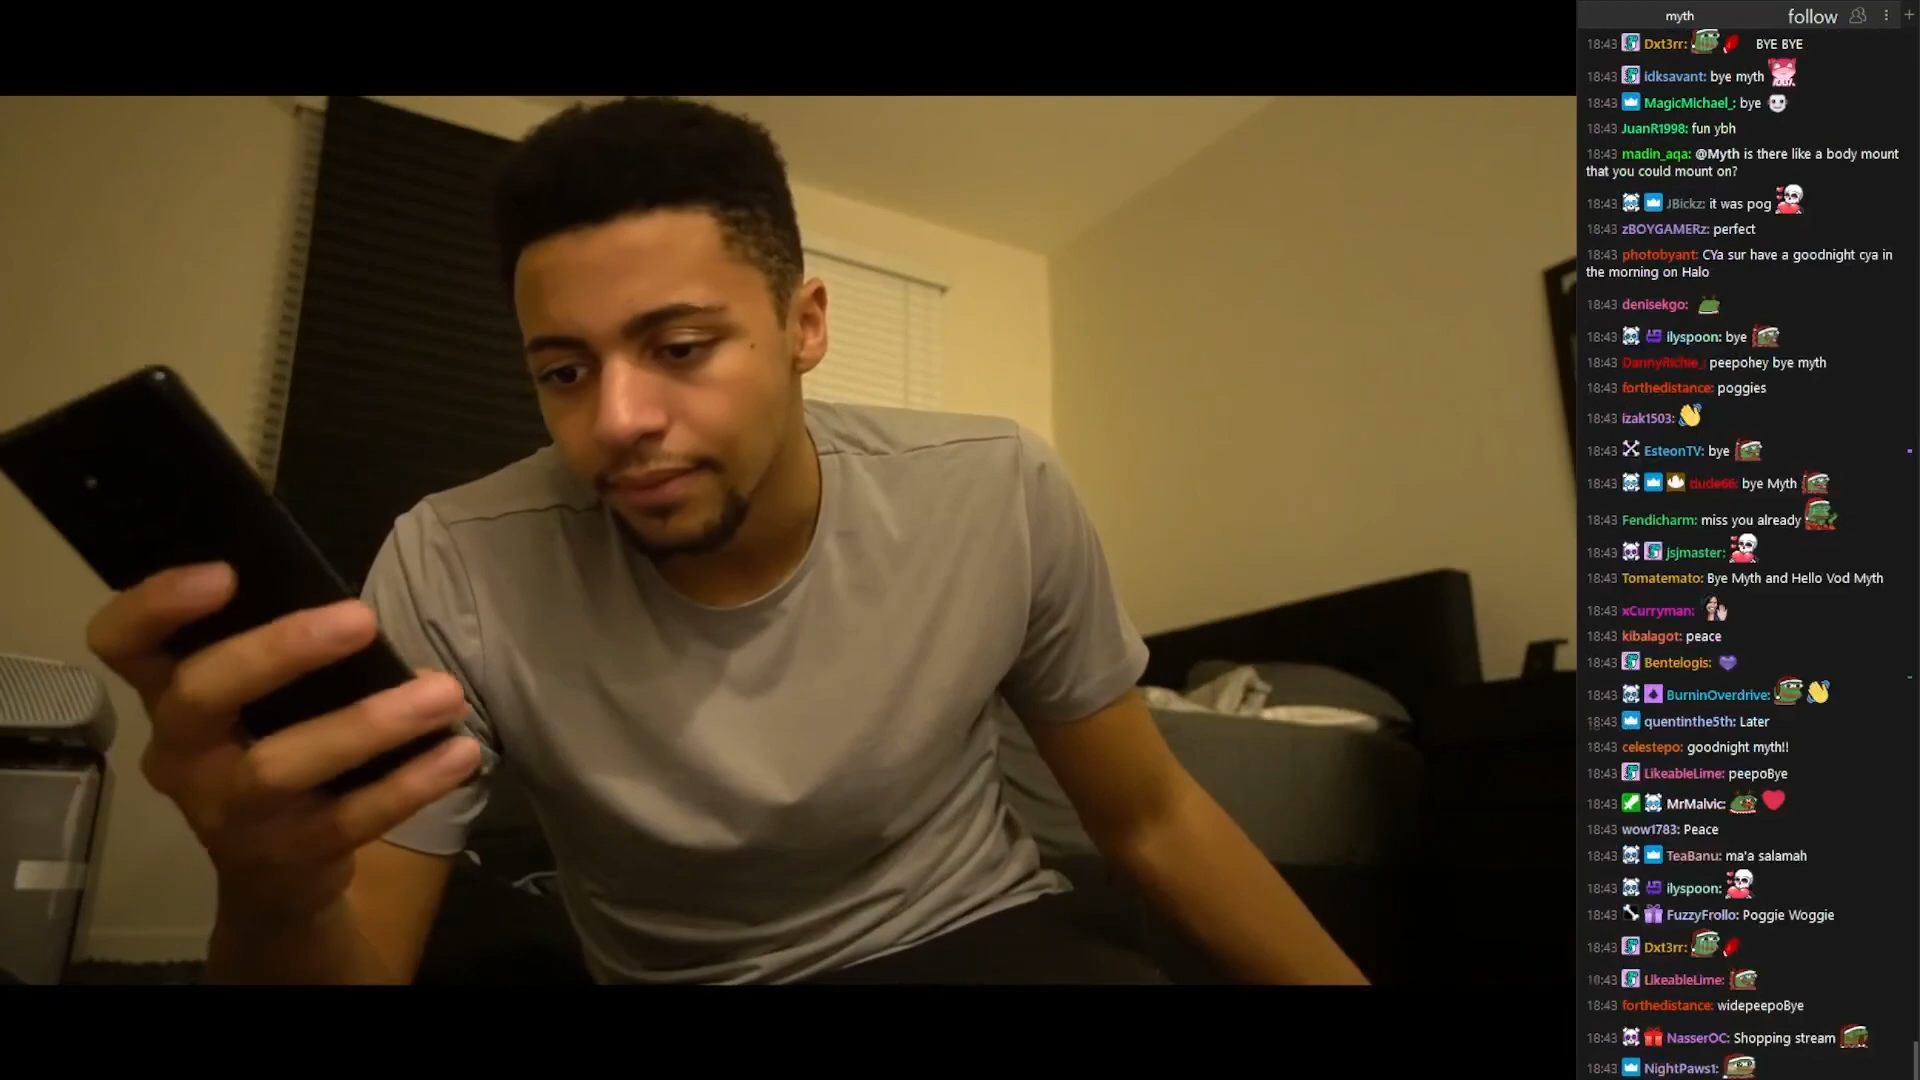 myth follow
18:43 Dxt3rr: BYE BYE
18:43 idksavant: bye myth
18:43 MagicMichael_: bye
18:43 JuanR1998: fun ybh
18:43 madin_aqa: @Myth is there like a body mount
that you could mount on?
18:43 JBickz: it was pog
18:43 zBOYGAMERz: perfect
18:43 photobyant: CYa sur have a goodnight cya in
the morning on Halo
18:43 denisekgo:
18:43 ilyspoon: bye
18:43 DannyRichie_: peepohey bye myth
18:43 forthedistance: poggies
18:43 izak1503:
18:43 EsteonTV: bye
18:43 dude66: bye Myth
18:43 Fendicharm: miss you already
18:43 jsjmaster:
18:43 Tomatemato: Bye Myth and Hello Vod Myth
18:43 xCurryman:
18:43 kibalagot: peace
18:43 Bentelogis:
18:43 BurninOverdrive:
18:43 quentinthe5th: Later
18:43 celestepo: goodnight myth!!
18:43 LikeableLime: peepoBye
18:43 MrMalvic:
18:43 wow1783: Peace
18:43 TeaBanu: ma'a salamah
18:43 ilyspoon:
18:43 FuzzyFrollo: Poggie Woggie
18:43 Dxt3rr:
18:43 LikeableLime:
18:43 forthedistance: widepeepoBye
18:43 NasserOC: Shopping stream
18:43 NightPaws1: